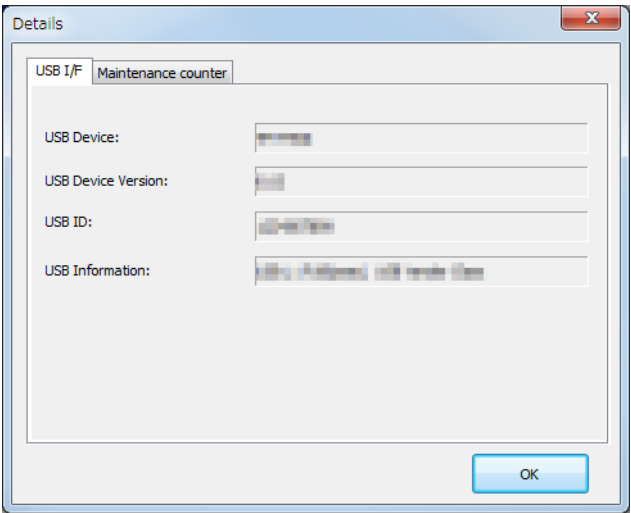 Details
USB I/F
Maintenance counter
USB Device:
USB Device Version:
USB ID:
USB Information:
OK